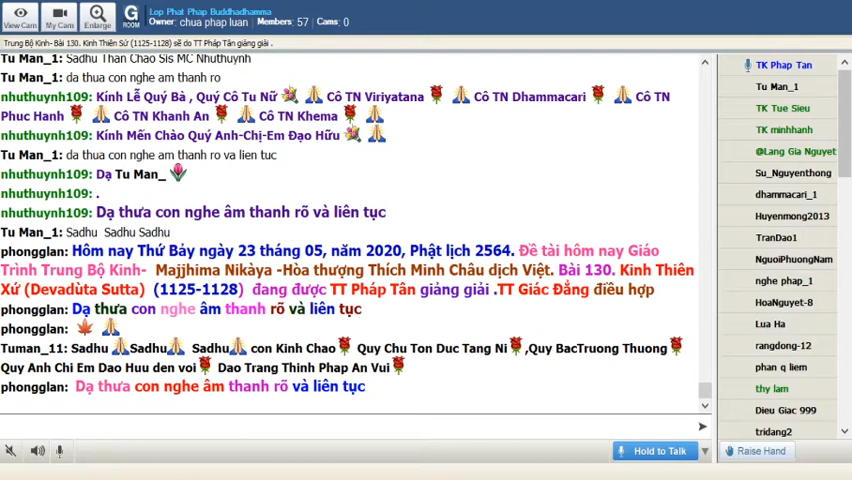 View Cam
My Cam
Enlarge
G
ROOM
Lop Phat Phap Buddhadhamma
Owner: chua phap luan Members: 57 Cams: 0
Trung Bộ Kinh- Bài 130. Kinh Thiên Sứ (1125-1128) sẽ do TT Pháp Tân giảng giải .
Tu Man_1: Sadhu Than Chao Sis MC Nhuthuynh
Tu Man_1: da thua con nghe am thanh ro
nhuthuynh109: Kính Lễ Quý Bà , Quý Cô Tu Nữ Cô TN Viriyatana Cô TN Dhammacari Cô TN
Phuc Hanh Cô TN Khanh An Cô TN Khema
nhuthuynh109: Kính Mến Chào Quý Anh-Chị-Em Đạo Hữu
Tu Man_1: da thua con nghe am thanh ro va lien tuc
nhuthuynh109: Dạ Tu Man_
nhuthuynh109: .
nhuthuynh109: Dạ thưa con nghe âm thanh rõ và liên tục
Tu Man_1: Sadhu Sadhu Sadhu
phongglan: Hôm nay Thứ Bảy ngày 23 tháng 05, năm 2020, Phật lịch 2564. Đề tài hôm nay Giáo
Trình Trung Bộ Kinh- Majjhima Nikàya -Hòa thượng Thích Minh Châu dịch Việt. Bài 130. Kinh Thiên
Xứ (Devadùta Sutta) (1125-1128) đang được TT Pháp Tân giảng giải .TT Giác Đẳng điều hợp
phongglan: Dạ thưa con nghe âm thanh rõ và liên tục
phongglan:
Tuman_11: Sadhu Sadhu Sadhu con Kinh Chao Quy Chu Ton Duc Tang Ni ,Quy BacTruong Thuong
Quy Anh Chi Em Dao Huu den voi Dao Trang Thinh Phap An Vui
phongglan: Dạ thưa con nghe âm thanh rõ và liên tục
Hold to Talk
TK Phap Tan
Tu Man_1
TK Tue Sieu
TK minhhanh
@Lang Gia Nguyet
Su_Nguyenthong
dhammacari_1
Huyenmong2013
TranDao1
NguoiPhuongNam
nghe phap_1
HoaNguyet-8
Lua Ha
rangdong-12
phan q liem
thy lam
Dieu Giac 999
tridang2
Raise Hand